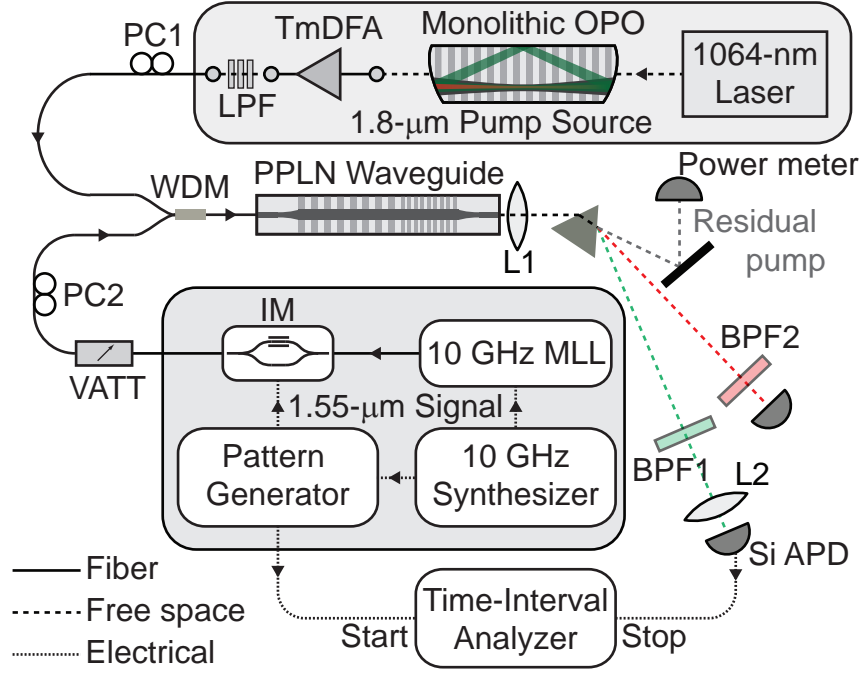 PC1
TmDFA
Monolithic OPO
1064-nm
Laser
LPF
1.8-μm Pump Source
WDM
PPLN Waveguide
Power meter
Residual
pump
L1
PC2
IM
10 GHz MLL
BPF2
VATT
1.55-μm Signal
Pattern
Generator
10 GHz
Synthesizer
BPF1
L2
Si APD
Fiber
Free space
Electrical
Start
Time-Interval
Analyzer
Stop